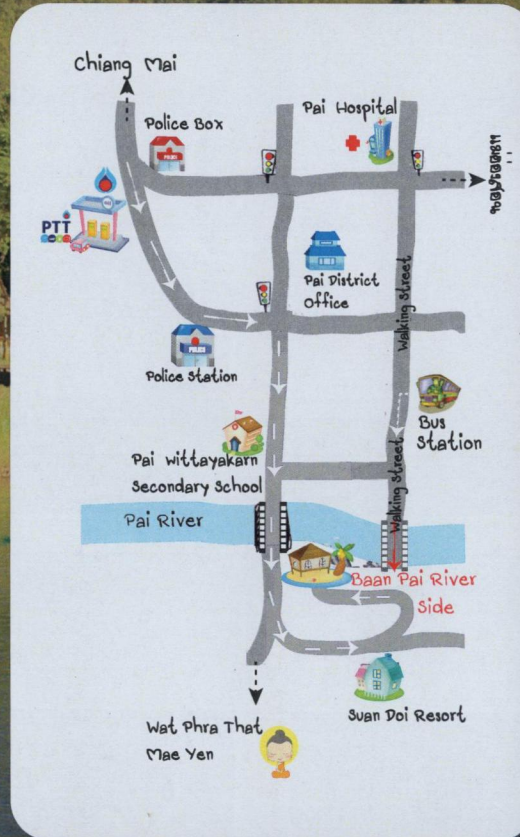 Chiang Mai
Pai Hospital
Police Box
PTT
Pai District
Office
Walking Street
Police Station
POLICE
Bus
Station
Pai Wittayakarn
Secondary School
Walking Street
Pai River
Baan Pai River
Side
Suan Doi Resort
Wat Phra That
Mae Yen